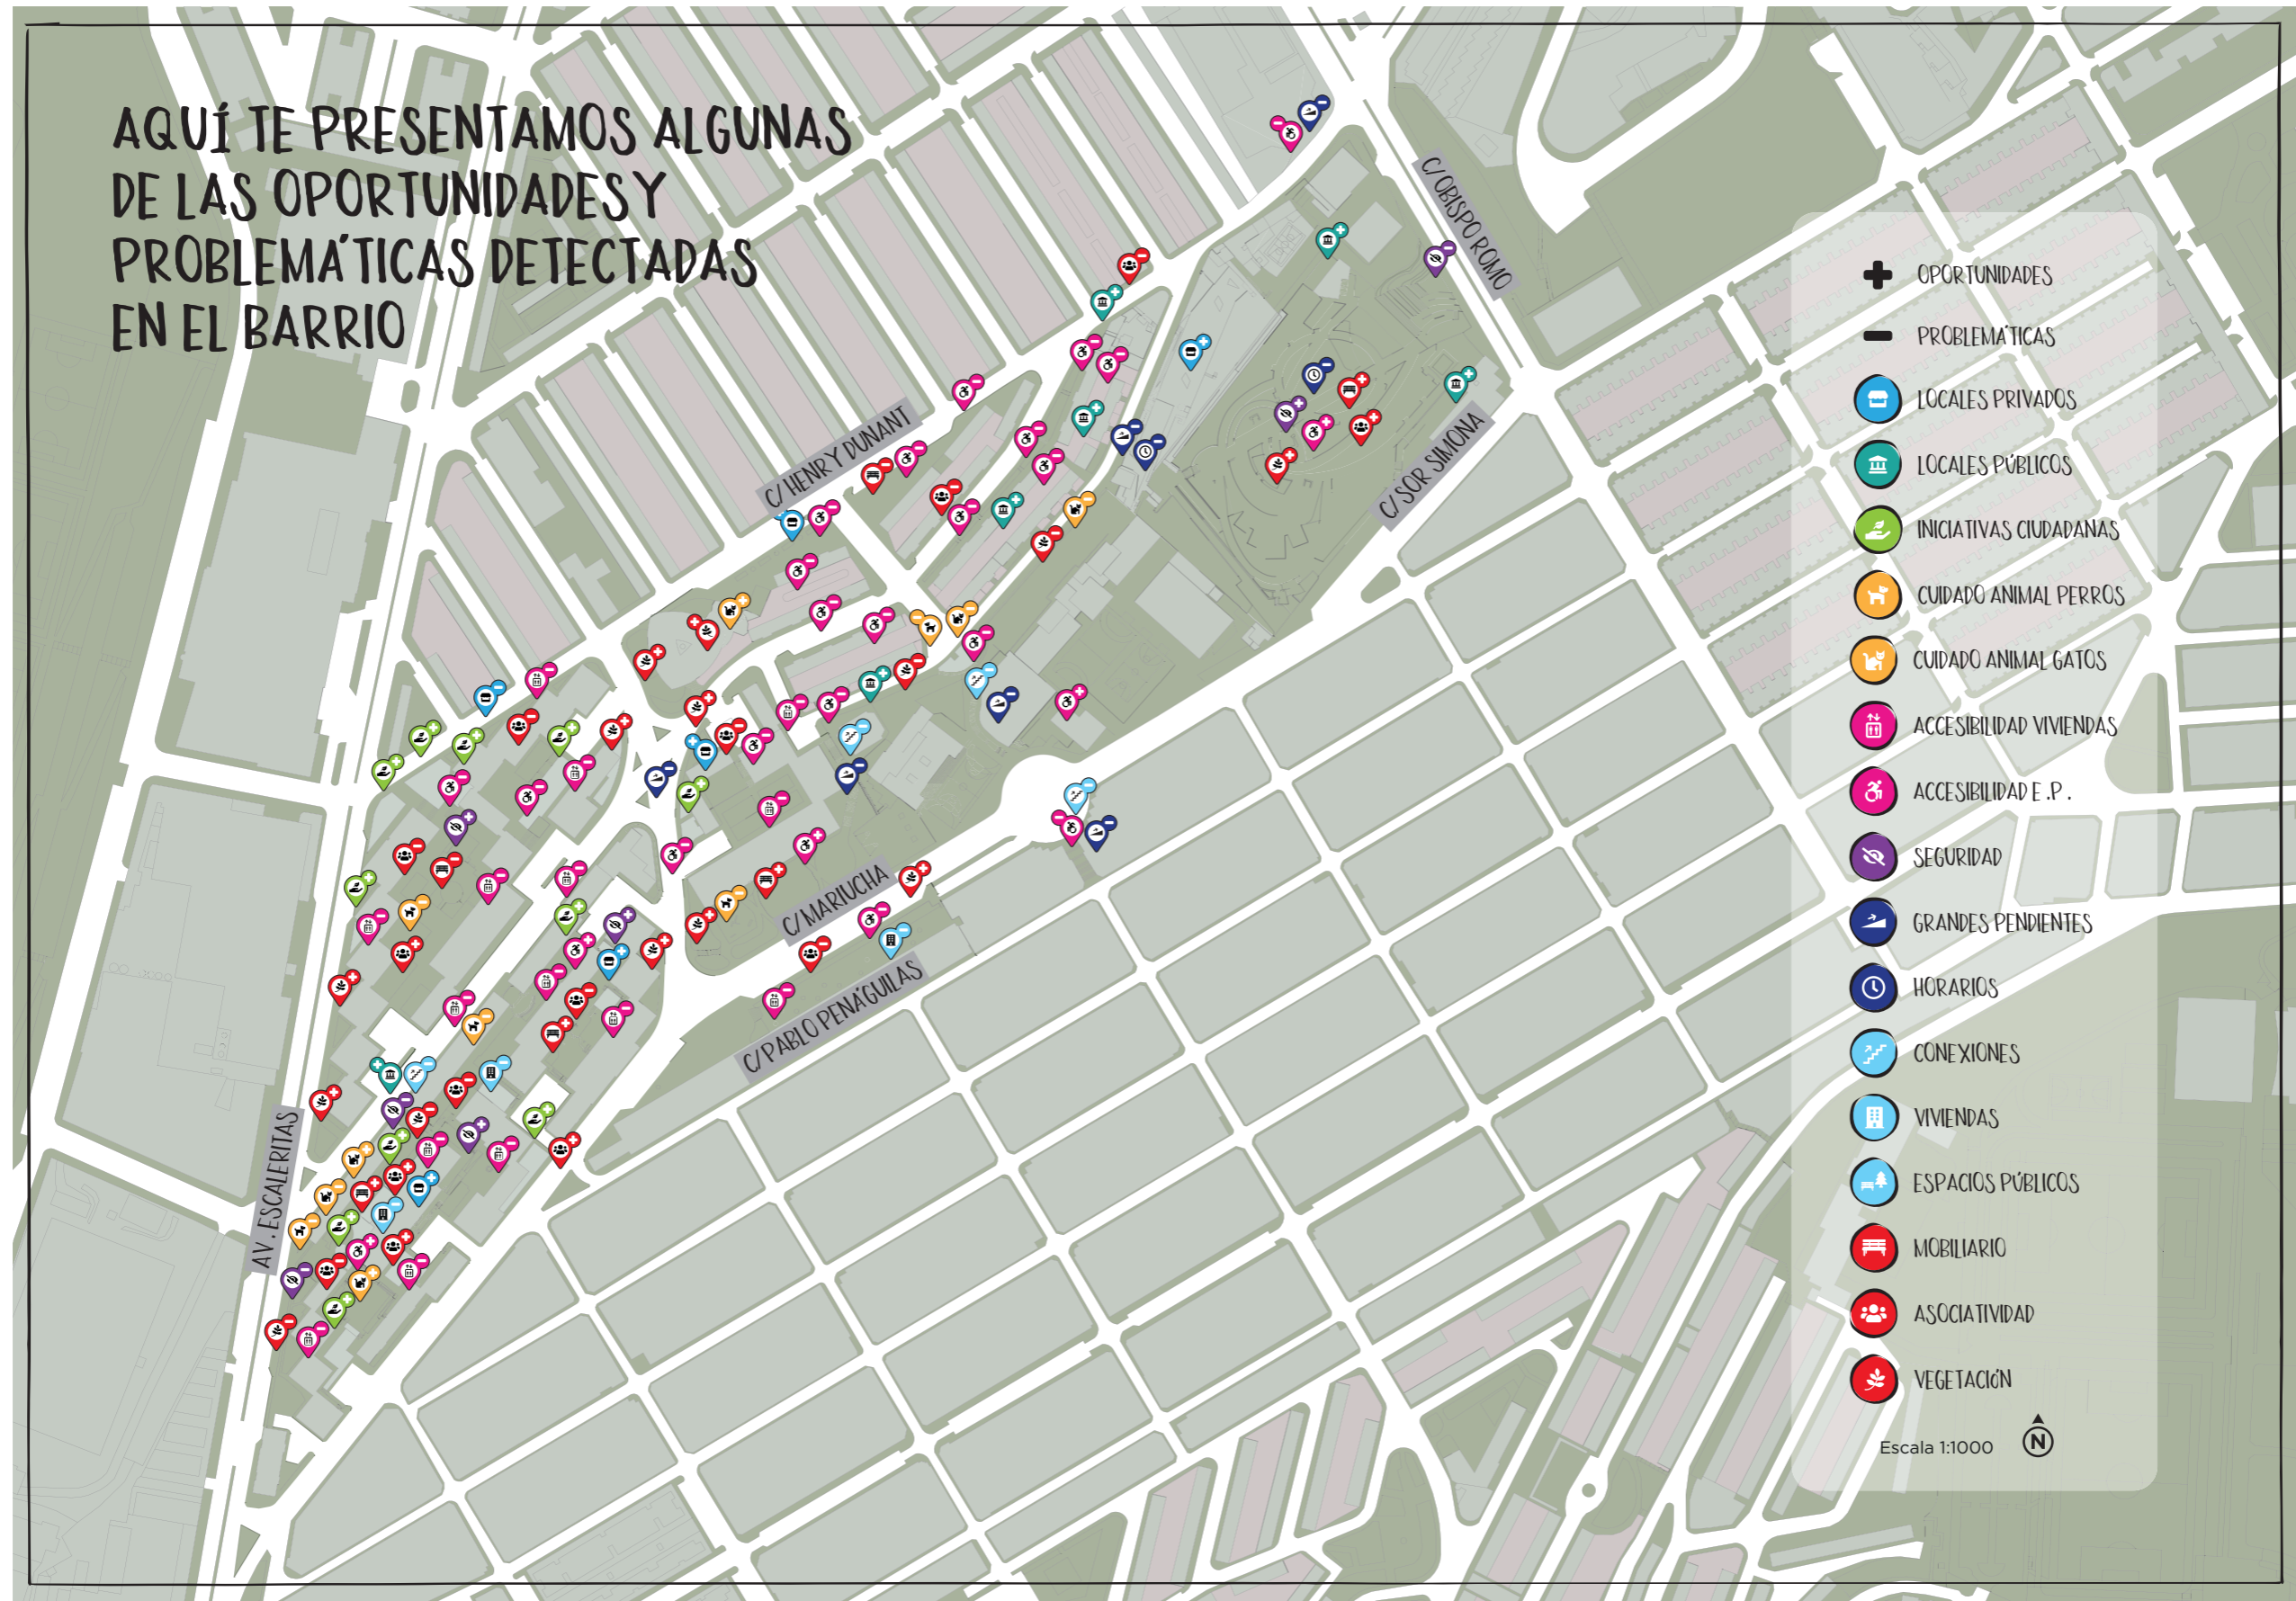 AQUÍ TE PRESENTAMOS ALGUNAS
DE LAS OPORTUNIDADES Y
PROBLEMÁTICAS DETECTADAS
EN EL BARRIO
C/ OBISPO ROMO
C/ HENRY DUNANT
C/ SOR SIMONA
C/ MARIUCHA
C/ PABLO PENÁGUILAS
AV. ESCALERITAS
OPORTUNIDADES
PROBLEMÁTICAS
LOCALES PRIVADOS
LOCALES PÚBLICOS
INICIATIVAS CIUDADANAS
CUIDADO ANIMAL PERROS
CUIDADO ANIMAL GATOS
ACCESIBILIDAD VIVIENDAS
ACCESIBILIDAD E.P.
SEGURIDAD
GRANDES PENDIENTES
HORARIOS
CONEXIONES
VIVIENDAS
ESPACIOS PÚBLICOS
MOBILIARIO
ASOCIATIVIDAD
VEGETACIÓN
Escala 1:1000
N